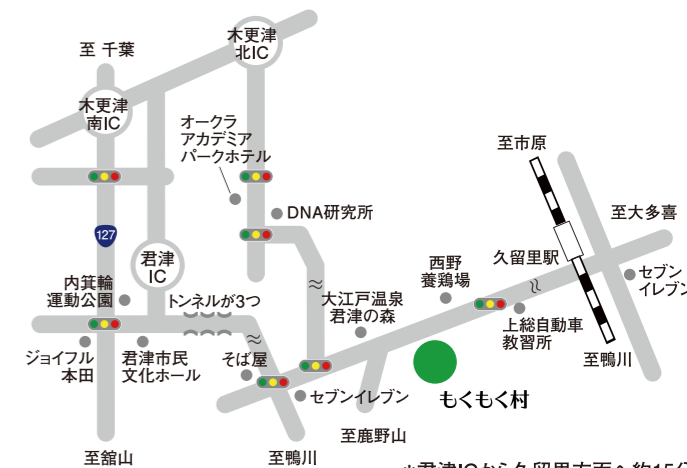 至 千葉
木更津
北IC
木更津
南IC
オークラ
アカデミア
パークホテル
DNA研究所
127
君津
IC
内箕輪
運動公園
トンネルが3つ
ジョイフル
本田
君津市民
文化ホール
そば屋
大江戸温泉
君津の森
西野
養鶏場
久留里駅
至市原
至大多喜
セブン
イレブン
上総自動車
教習所
至鴨川
セブンイレブン
もくもく村
至鹿野山
至舘山
至鴨川